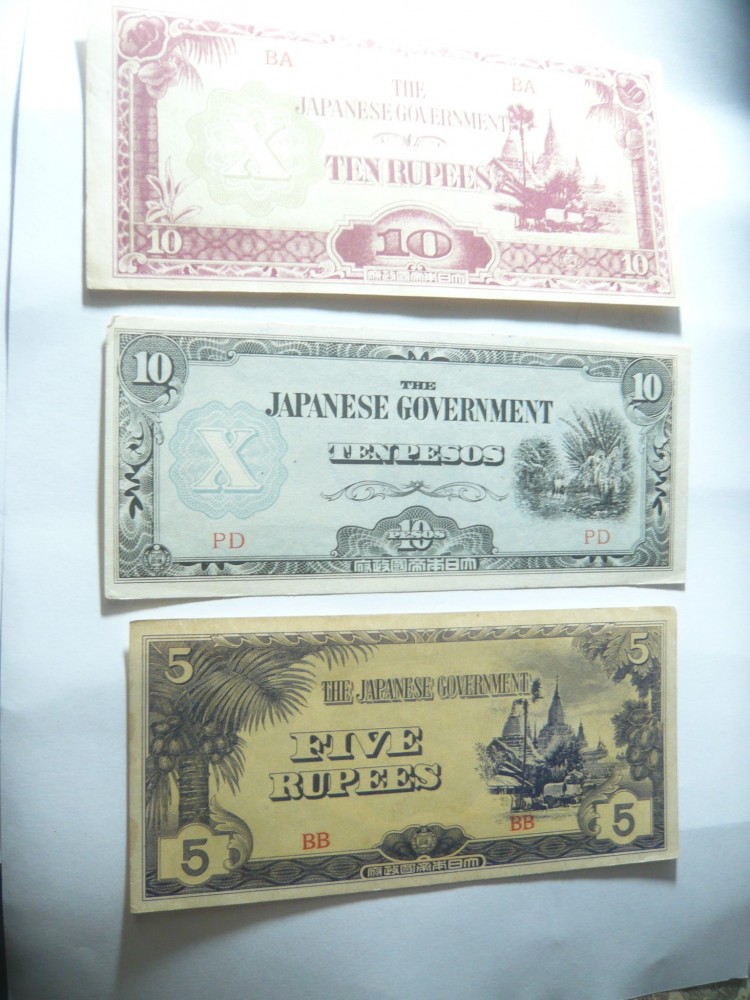 10
BA
BA
THE
JAPANESE GOVERNMENT
X
TEN RUPEES
10
10
10
大日本帝國政府
10
10
THE
JAPANESE GOVERNMENT
X
TEN PESOS
PD
PD
10
PESOS
大日本帝國政府
5
5
THE JAPANESE GOVERNMENT
FIVE
RUPEES
BB
BB
5
5
大日本帝國政府